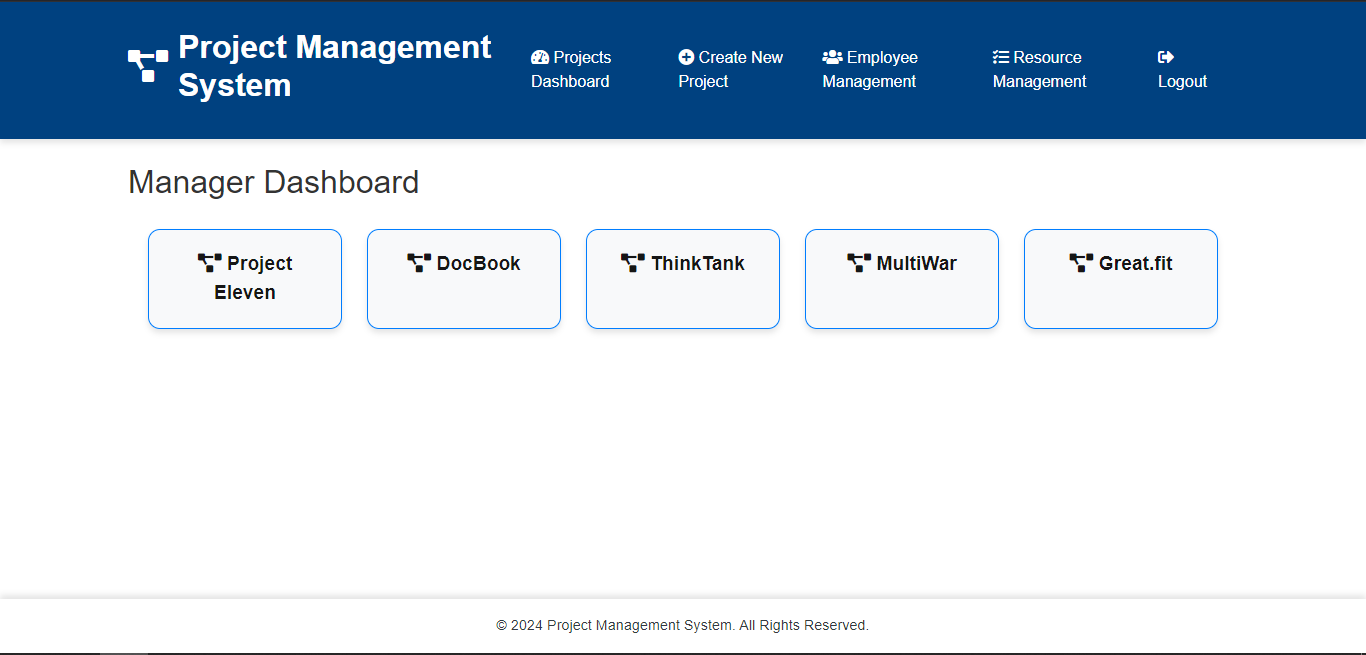 Project Management
System
Projects
Dashboard
Create New
Project
Employee
Management
Resource
Management
Logout
Manager Dashboard
Project
Eleven
DocBook
ThinkTank
MultiWar
Great.fit
© 2024 Project Management System. All Rights Reserved.